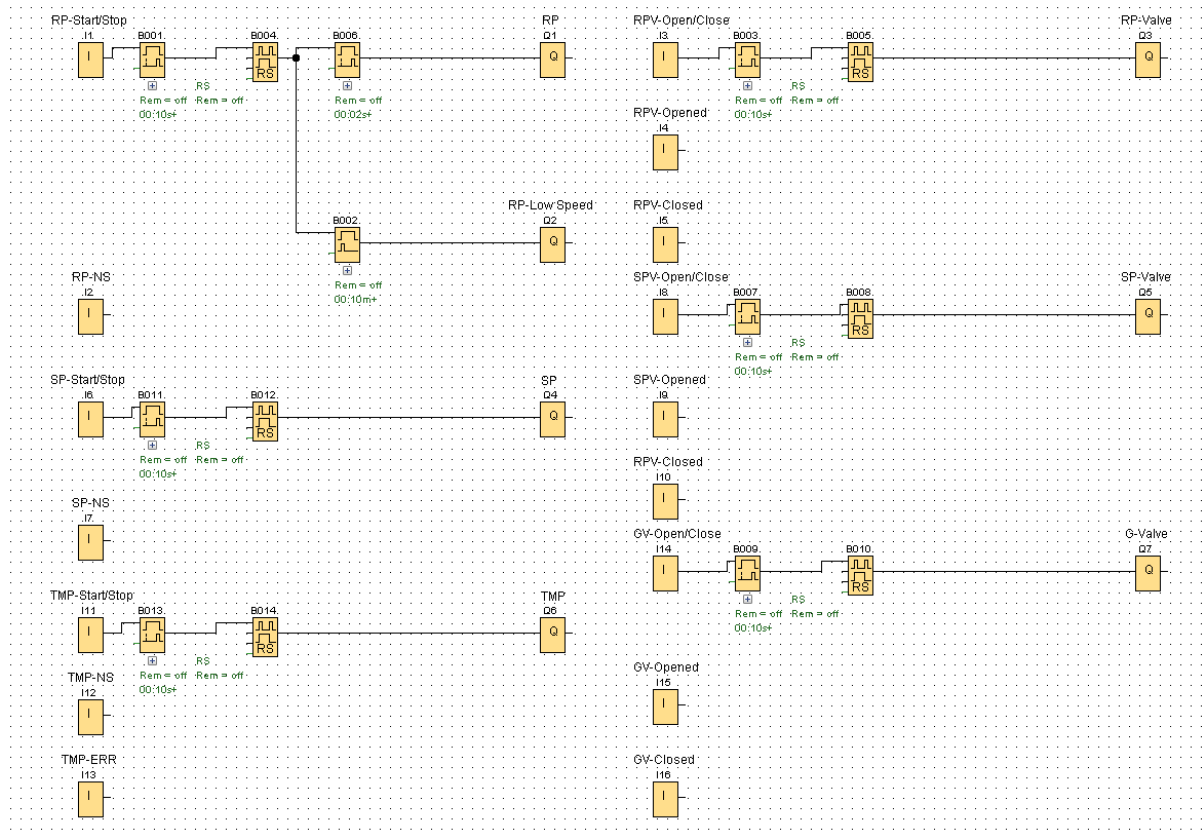 RP-Start/Stop
I1
I
B001
B004
RS
B006
RP
Q1
Q
RS
Rem = off
Rem = off
00:10s+
Rem = off
00:02s+
B002
RP-Low Speed
Q2
Q
Rem = off
00:10m+
RP-NS
I2
I
SP-Start/Stop
I6
I
B011
B012
RS
SP
Q4
Q
RS
Rem = off
Rem = off
00:10s+
SP-NS
I7
I
TMP-Start/Stop
I11
I
B013
B014
RS
TMP
Q6
Q
RS
Rem = off
Rem = off
00:10s+
TMP-NS
I12
I
TMP-ERR
I13
I
RPV-Open/Close
I3
I
B003
B005
RS
RP-Valve
Q3
Q
RS
Rem = off
Rem = off
00:10s+
RPV-Opened
I4
I
RPV-Closed
I5
I
SPV-Open/Close
I8
I
B007
B008
RS
SP-Valve
Q5
Q
RS
Rem = off
Rem = off
00:10s+
SPV-Opened
I9
I
RPV-Closed
I10
I
GV-Open/Close
I14
I
B009
B010
RS
G-Valve
Q7
Q
RS
Rem = off
Rem = off
00:10s+
GV-Opened
I15
I
GV-Closed
I16
I